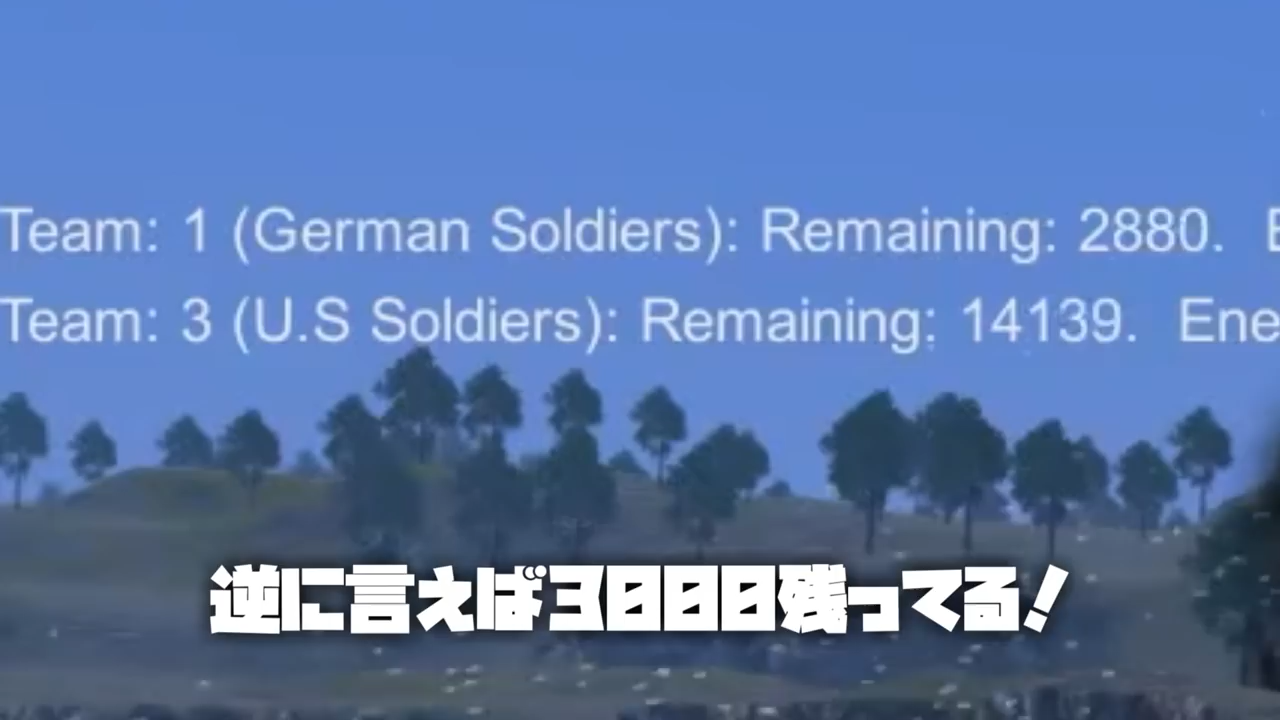 Team: 1 (German Soldiers): Remaining: 2880. E
Team: 3 (U.S Soldiers): Remaining: 14139. Ene
逆に言えば3000残ってる!